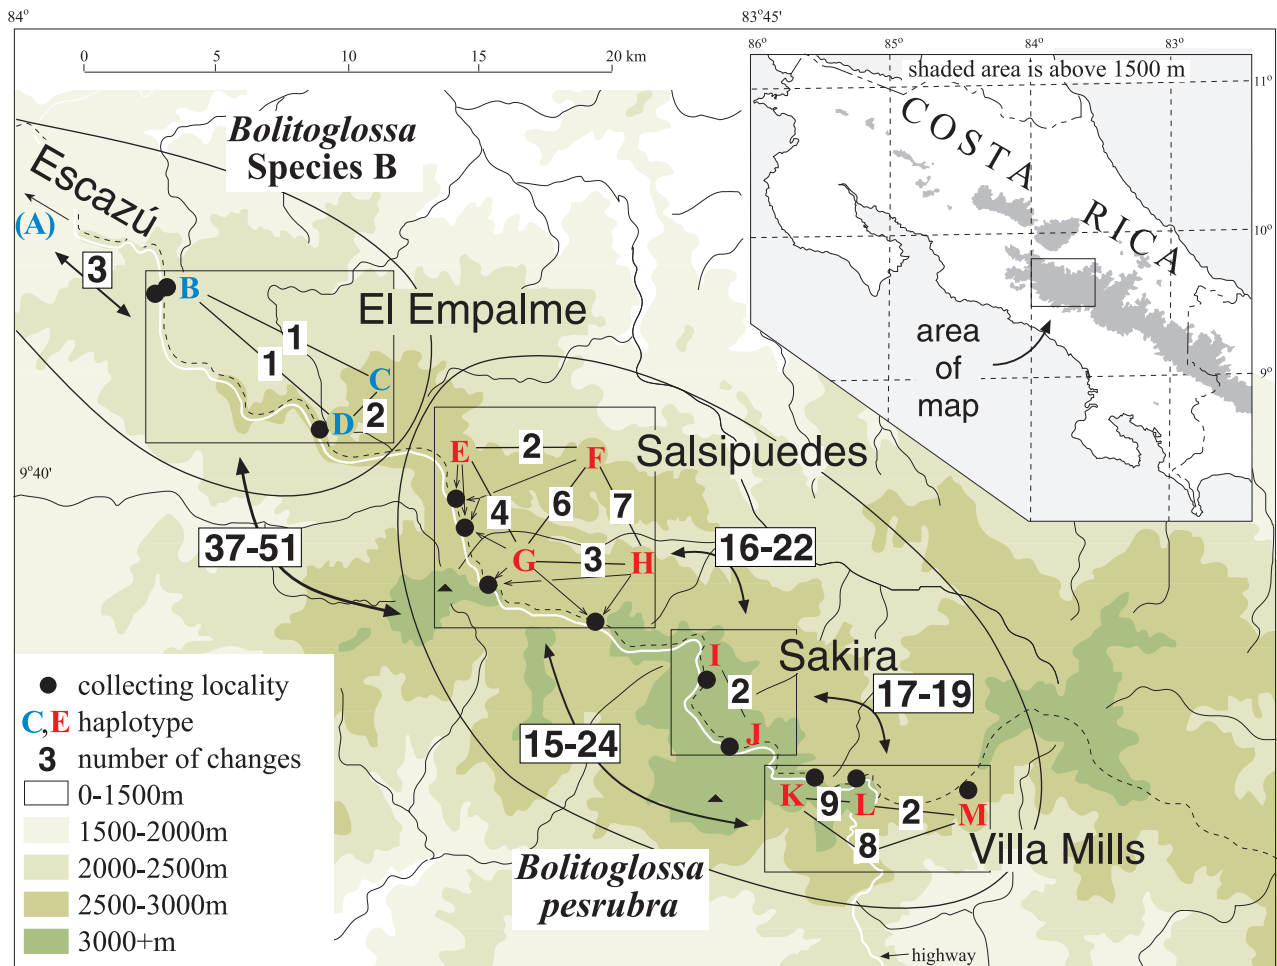 84°
83°45'
0
5
10
15
20 km
86°
85°
84°
83°
shaded area is above 1500 m
11°
10°
9°
COSTA
RICA
area
of
map
Bolitoglossa
Species B
Escazú
(A)
3
B
El Empalme
1
1
C
D
2
9°40'
E
2
F
Salsipuedes
4
6
7
G
3
H
37-51
16-22
I
Sakira
2
J
17-19
15-24
K
9
L
2
M
8
Villa Mills
Bolitoglossa
pesrubra
highway
collecting locality
C,E haplotype
3 number of changes
0-1500m
1500-2000m
2000-2500m
2500-3000m
3000+m